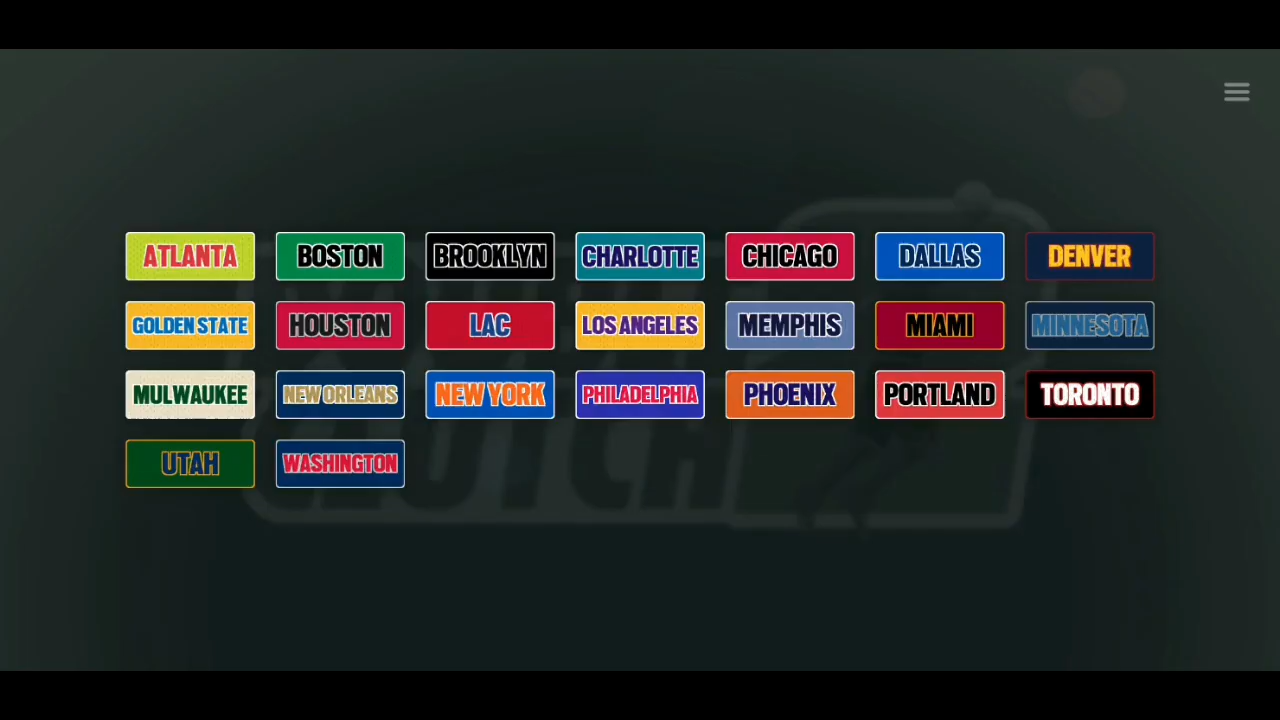 ATLANTA BOSTON BROOKLYN CHARLOTTE CHICAGO DALLAS DENVER
GOLDEN STATE HOUSTON LAC LOS ANGELES MEMPHIS MIAMI MINNESOTA
MULWAUKEE NEW ORLEANS NEW YORK PHILADELPHIA PHOENIX PORTLAND TORONTO
UTAH WASHINGTON